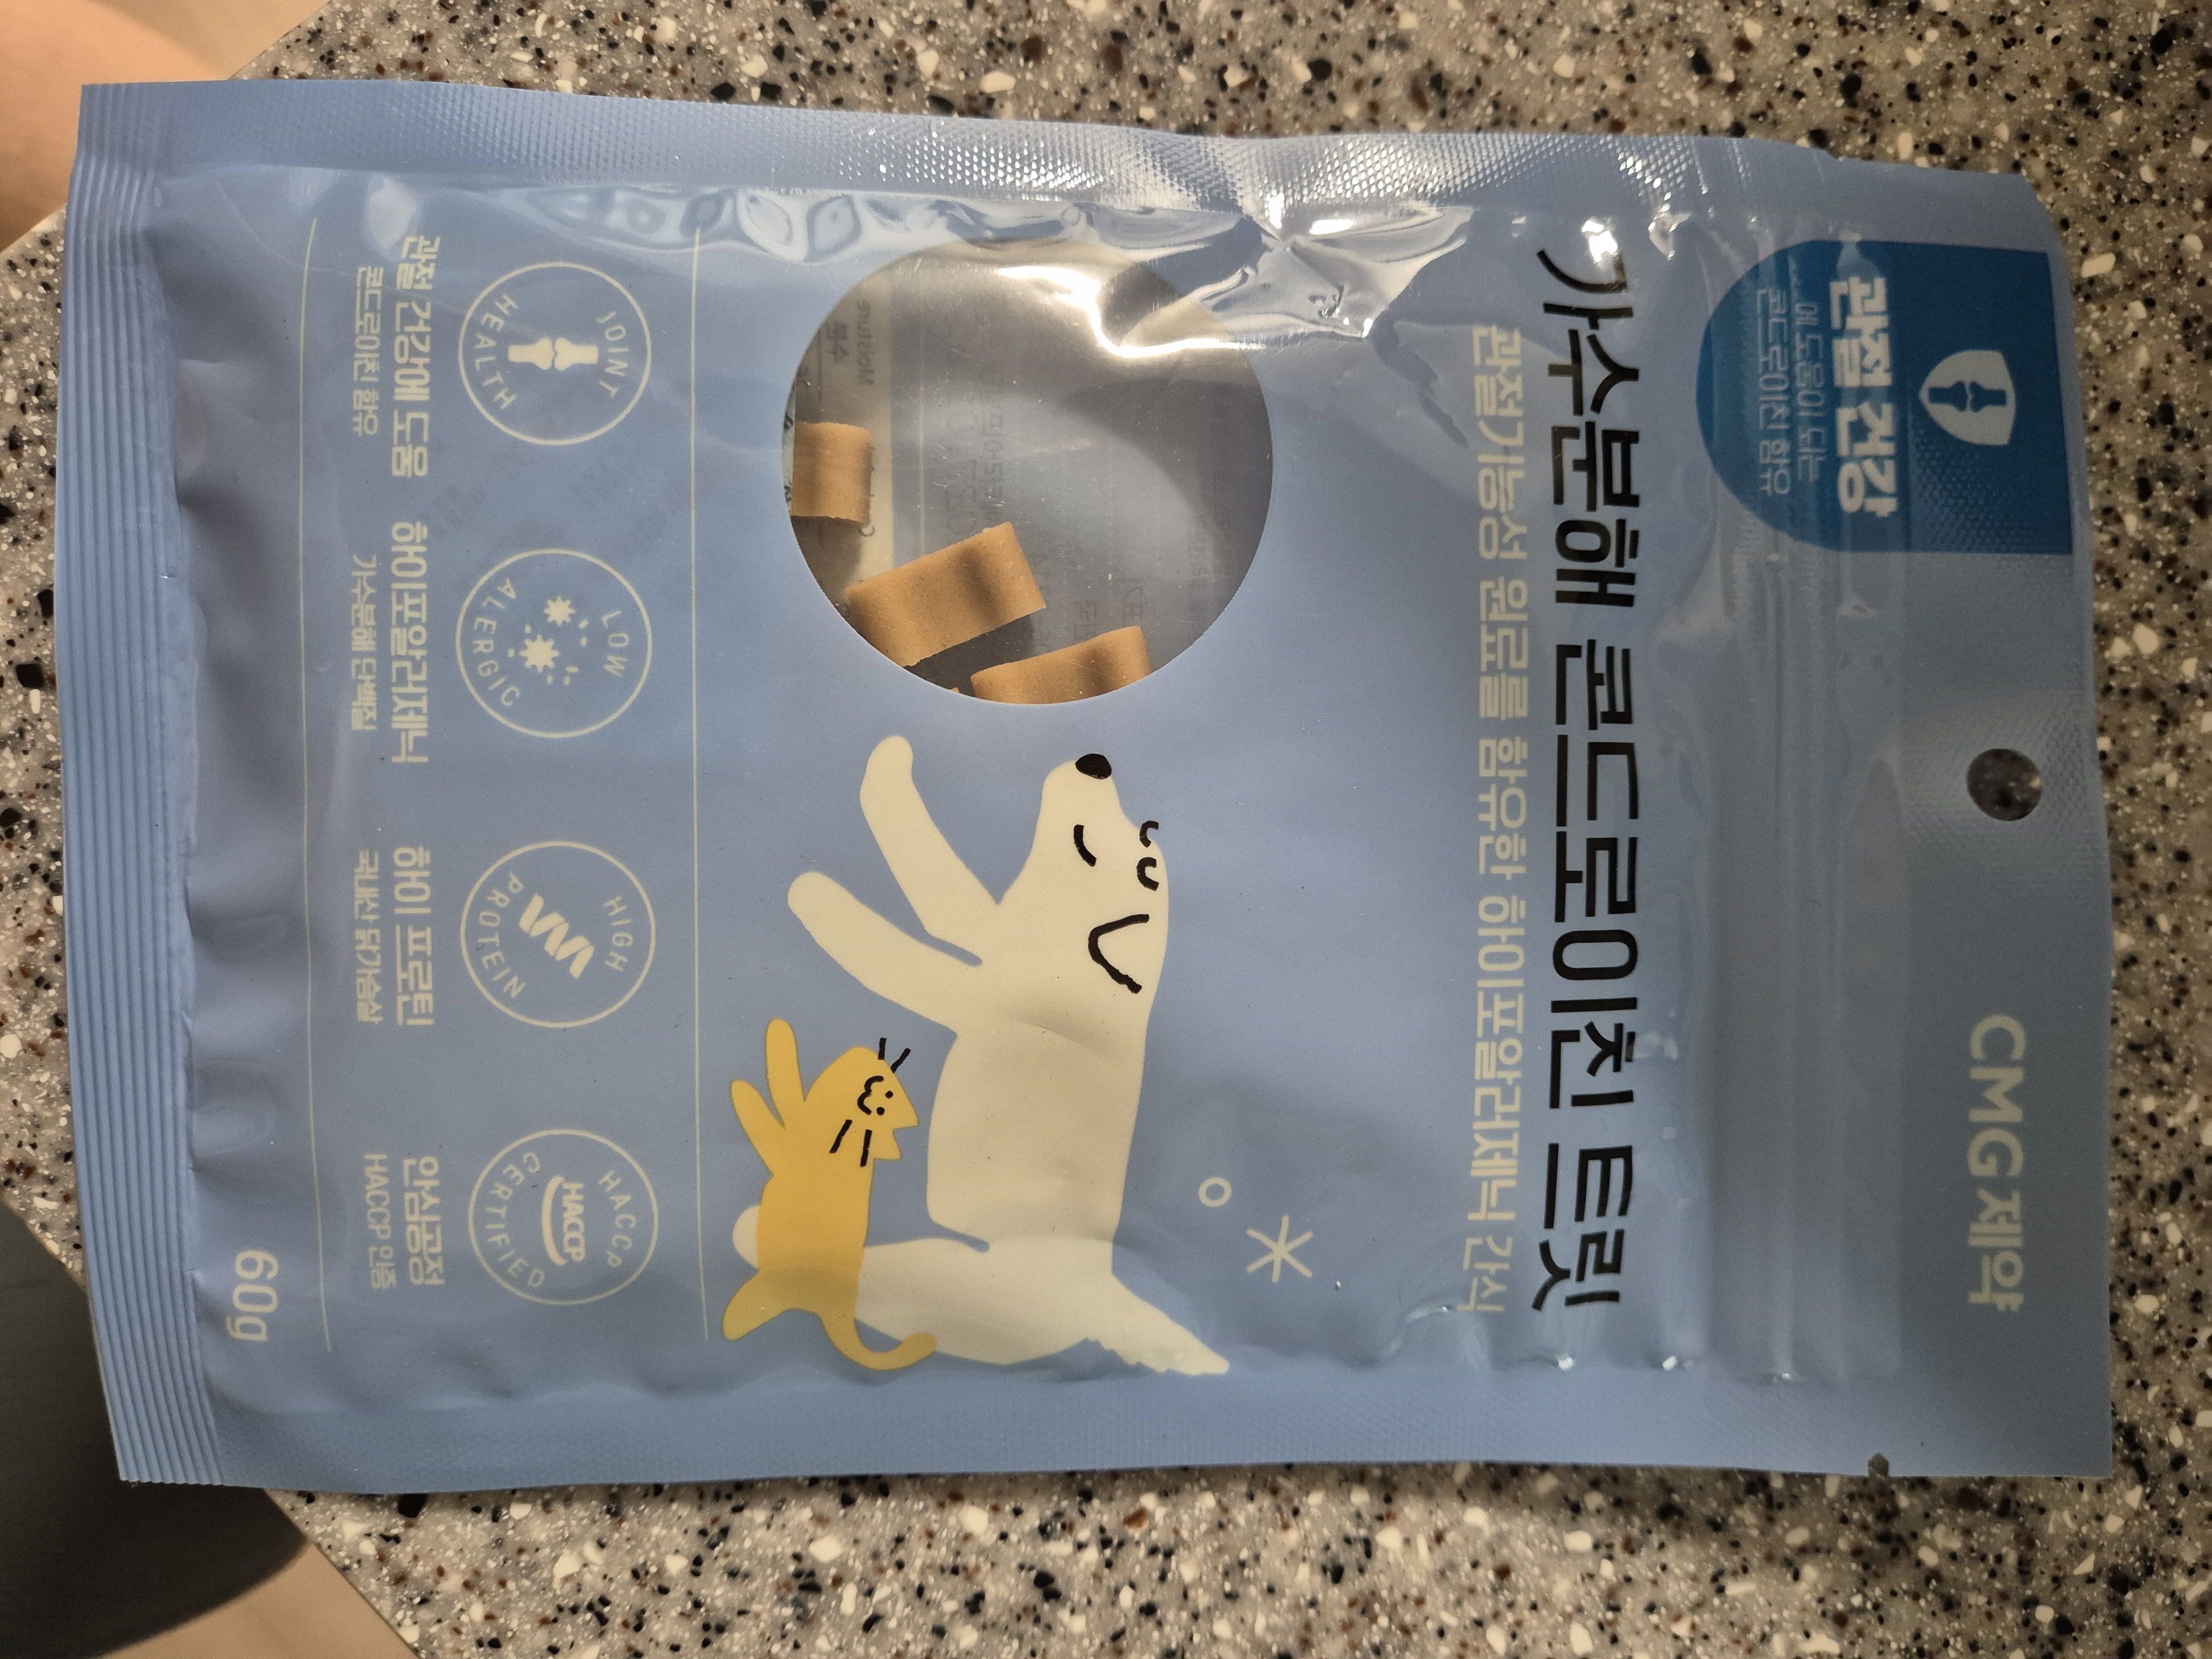 CMG제약
관절 건강
에 도움이 되는
콘드로이친 함유
가수분해 콘드로이친 트릿
관절기능성 원료를 함유한 하이포알러제닉 간식
JOINT HEALTH
관절 건강에 도움
콘드로이친 함유
LOW ALERGIC
하이포알러제닉
가수분해 단백질
HIGH PROTEIN
하이 프로틴
국내산 닭가슴살
HACCP CERTIFIED
HACCP
안심공정
HACCP 인증
60g
Moisture